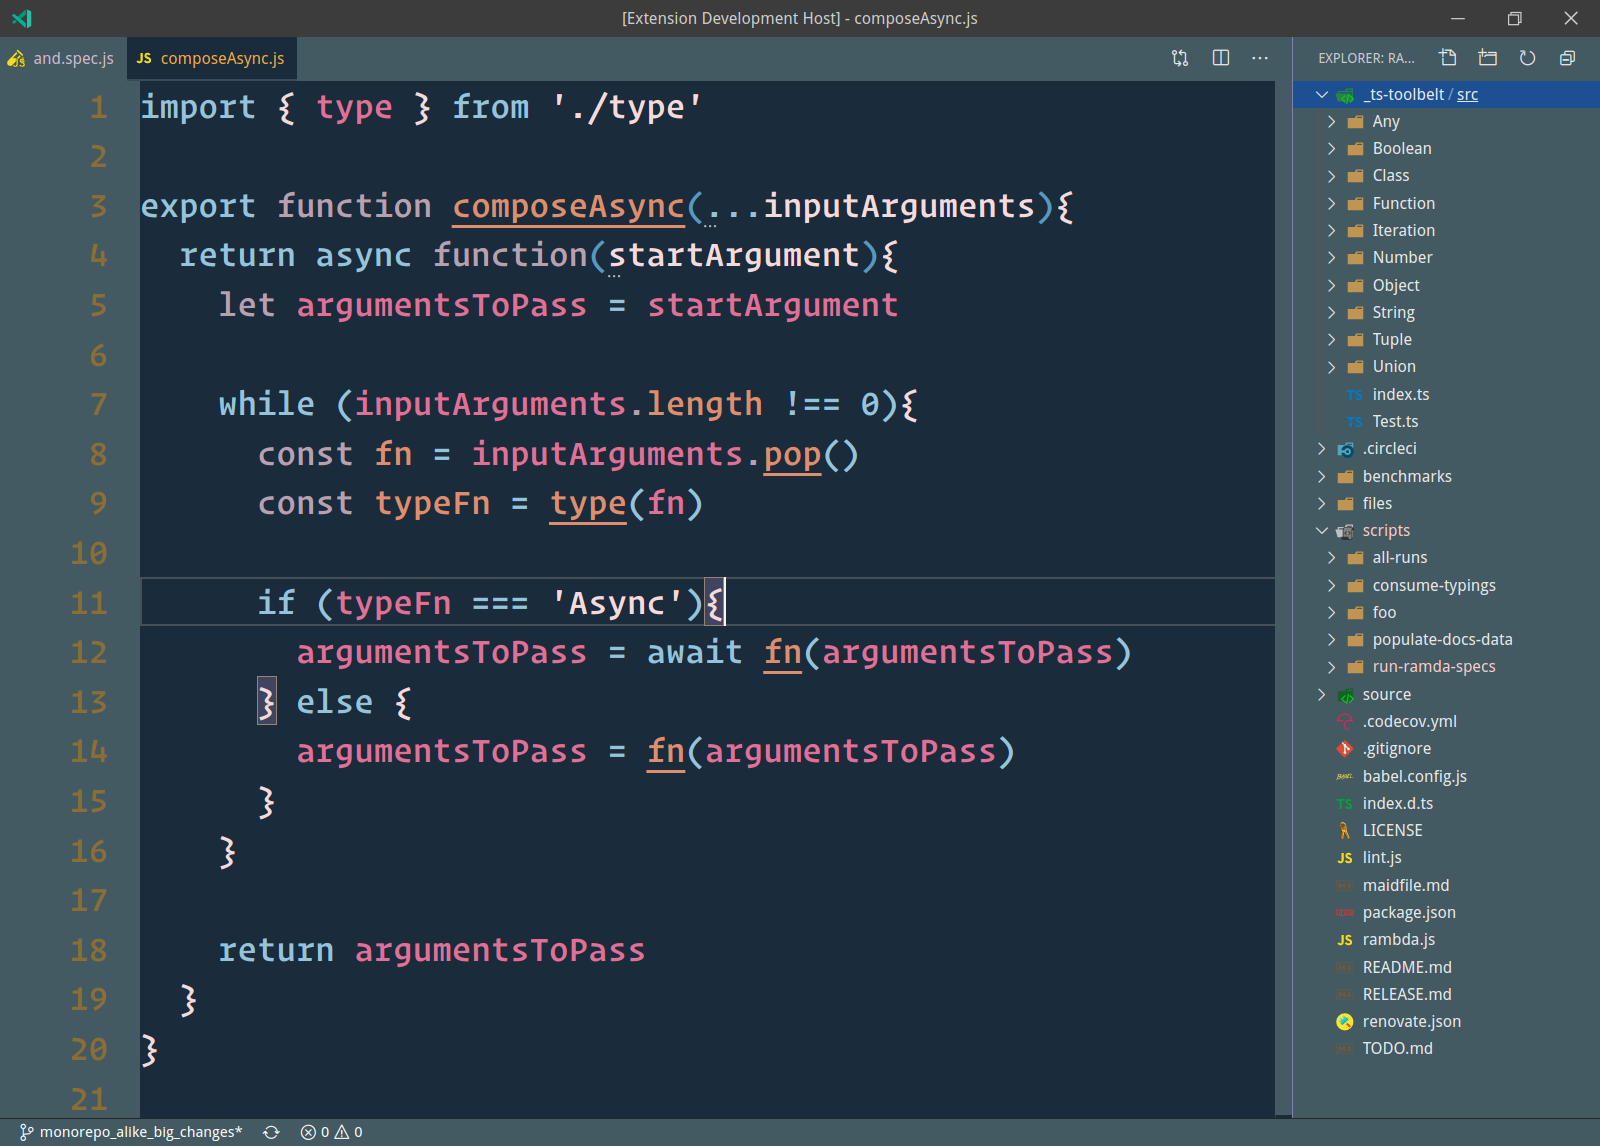 [Extension Development Host] - composeAsync.js
and.spec.js
JS composeAsync.js
1 import { type } from './type'
2
3 export function composeAsync(...inputArguments){
4 return async function(startArgument){
5 let argumentsToPass = startArgument
6
7 while (inputArguments.length !== 0){
8 const fn = inputArguments.pop()
9 const typeFn = type(fn)
10
11 if (typeFn === 'Async'){
12 argumentsToPass = await fn(argumentsToPass)
13 } else {
14 argumentsToPass = fn(argumentsToPass)
15 }
16 }
17
18 return argumentsToPass
19 }
20 }
21
EXPLORER: RA...
_ts-toolbelt / src
Any
Boolean
Class
Function
Iteration
Number
Object
String
Tuple
Union
TS index.ts
TS Test.ts
.circleci
benchmarks
files
scripts
all-runs
consume-typings
foo
populate-docs-data
run-ramda-specs
source
.codecov.yml
.gitignore
babel.config.js
TS index.d.ts
LICENSE
JS lint.js
maidfile.md
package.json
JS rambda.js
README.md
RELEASE.md
renovate.json
TODO.md
monorepo_alike_big_changes* 0 0